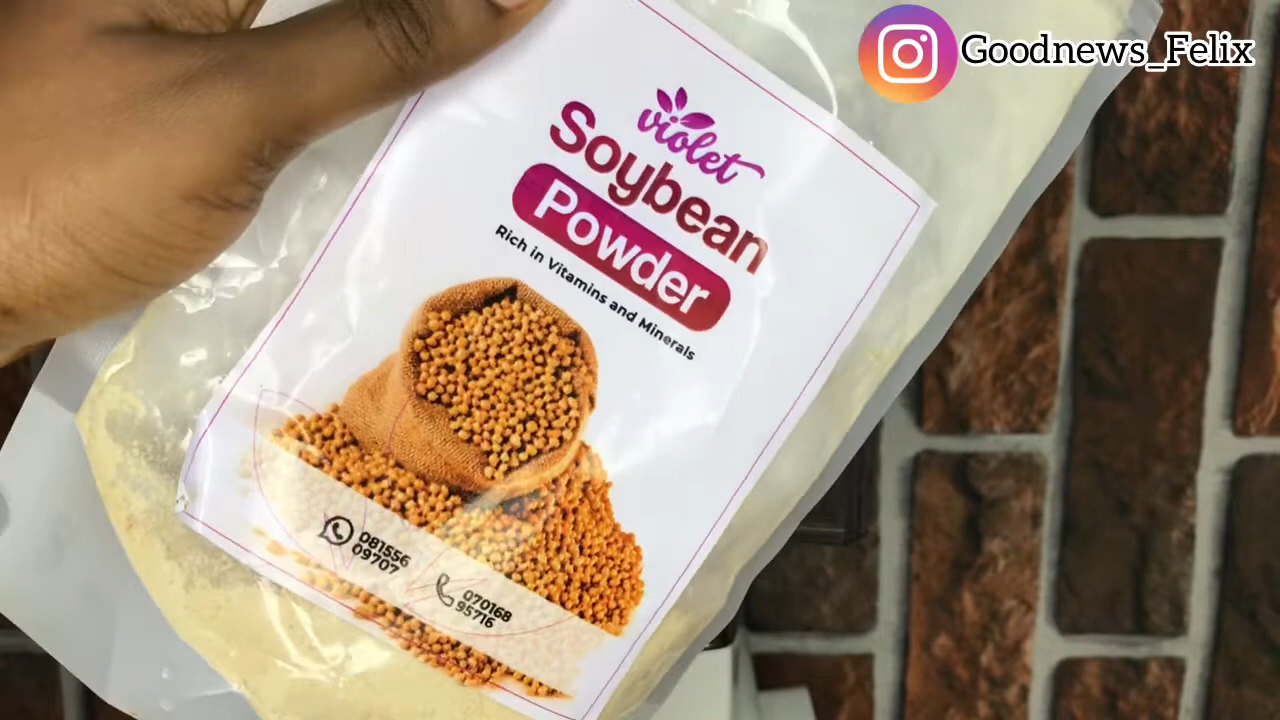 Goodnews_Felix
violet
Soybean
Powder
Rich in Vitamins and Minerals
081556
09707
070168
95716